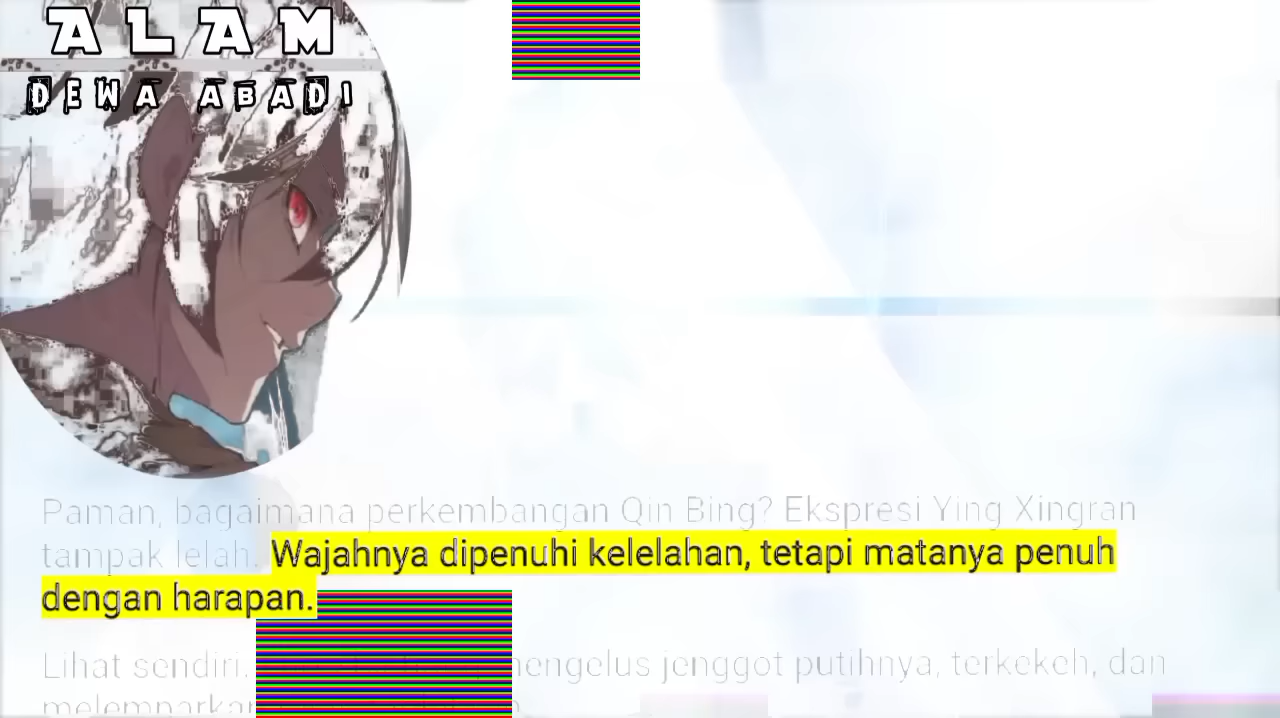 ALAM
DEWA ABADI
Paman, bagaimana perkembangan Qin Bing? Ekspresi Ying Xingran
tampak lelah. Wajahnya dipenuhi kelelahan, tetapi matanya penuh
dengan harapan.
Lihat sendiri. mengelus jenggot putihnya, terkekeh, dan
melemparkan